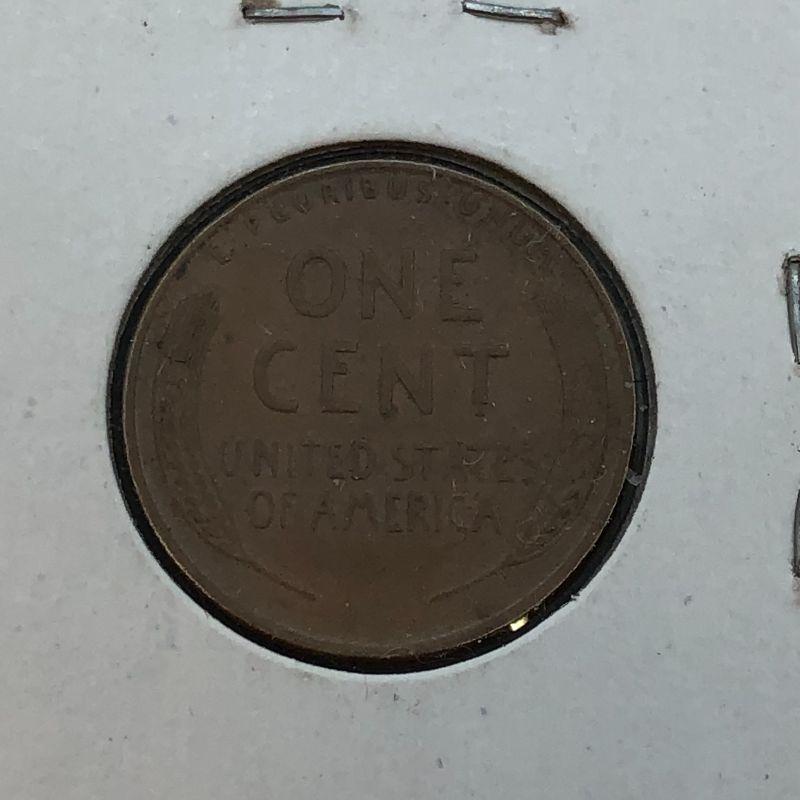 E·PLURIBUS·UNUM
ONE
CENT
UNITED STATES
OF AMERICA